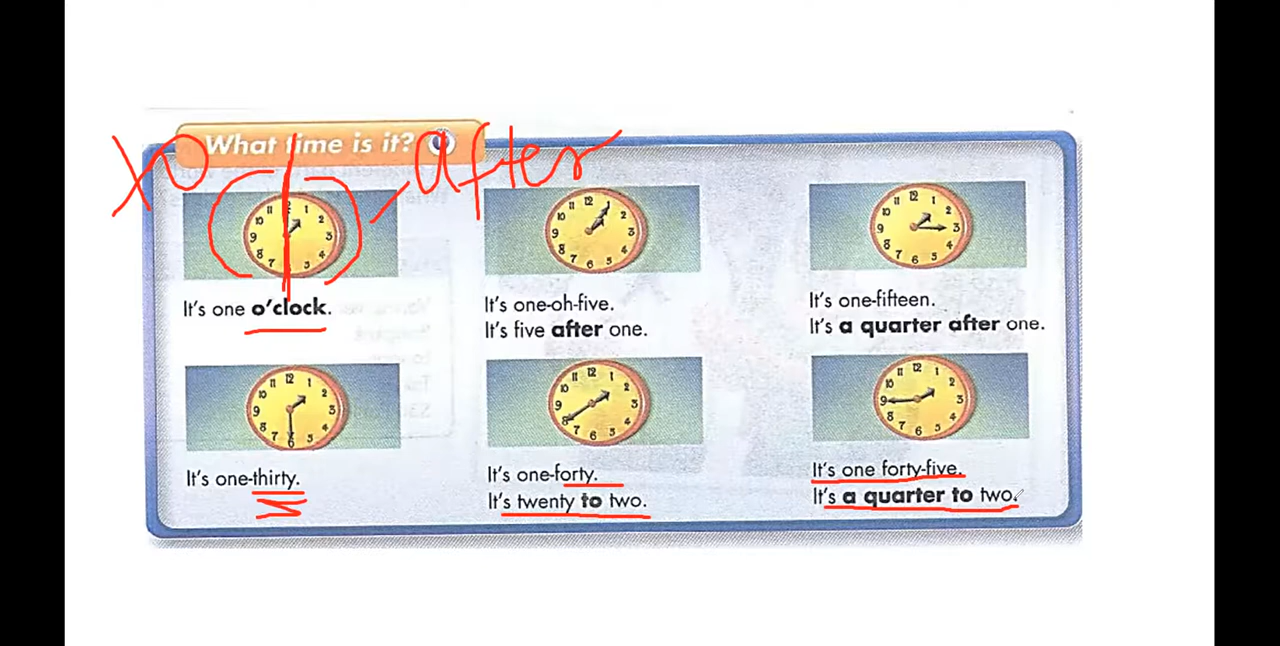 What time is it?
to after
It's one o'clock.
It's one-oh-five.
It's five after one.
It's one-fifteen.
It's a quarter after one.
It's one-thirty.
It's one-forty.
It's twenty to two.
It's one forty-five.
It's a quarter to two.